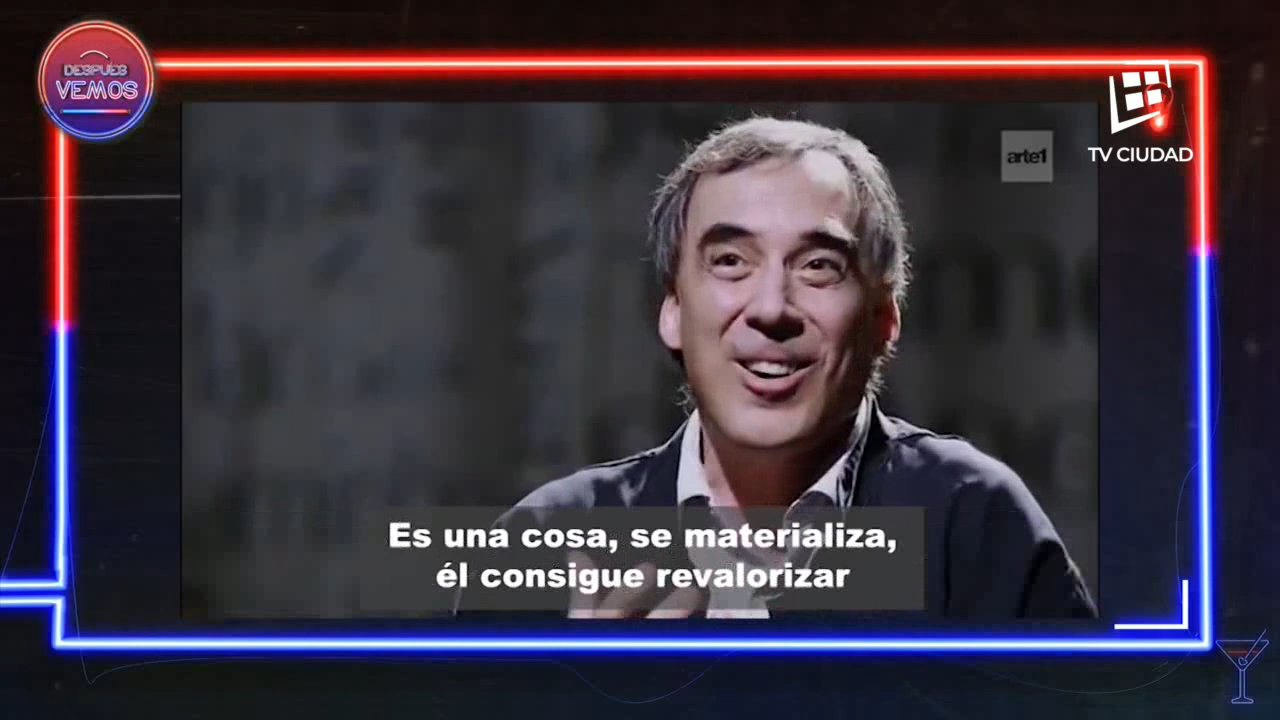 DESPUÉS
VEMOS
arte1
TV CIUDAD
Es una cosa, se materializa,
él consigue revalorizar